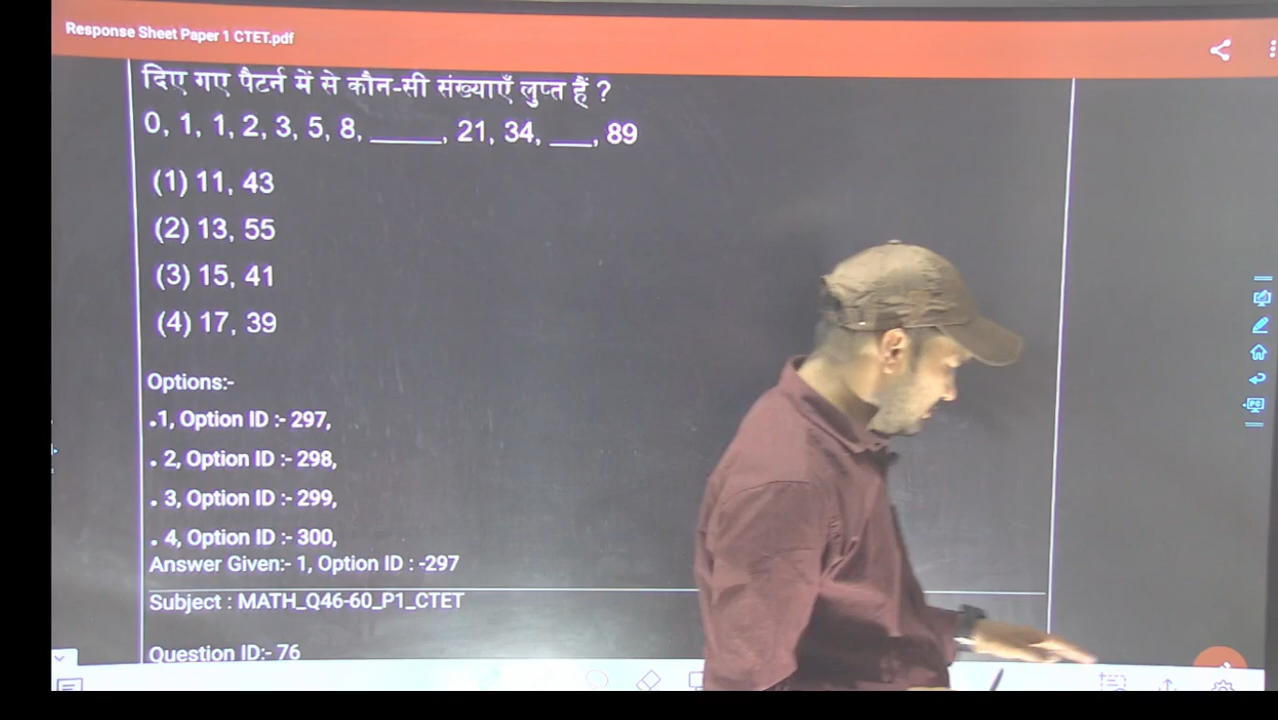 Response Sheet Paper 1 CTET.pdf
दिए गए पैटर्न में से कौन-सी संख्याएँ लुप्त हैं ?
0, 1, 1, 2, 3, 5, 8, _____, 21, 34, ___, 89
(1) 11, 43
(2) 13, 55
(3) 15, 41
(4) 17, 39
Options:-
.1, Option ID :- 297,
. 2, Option ID :- 298,
. 3, Option ID :- 299,
. 4, Option ID :- 300,
Answer Given:- 1, Option ID : -297
Subject : MATH_Q46-60_P1_CTET
Question ID:- 76
PC